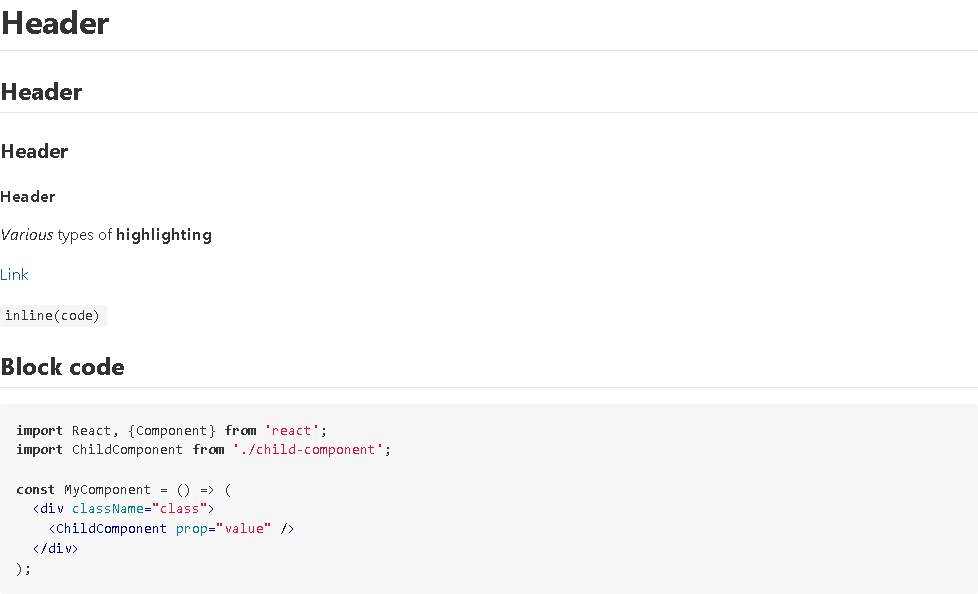 Header
Header
Header
Header
Various types of highlighting
Link
inline(code)
Block code
import React, {Component} from 'react';
import ChildComponent from './child-component';
const MyComponent = () => (
  <div className="class">
    <ChildComponent prop="value" />
  </div>
);